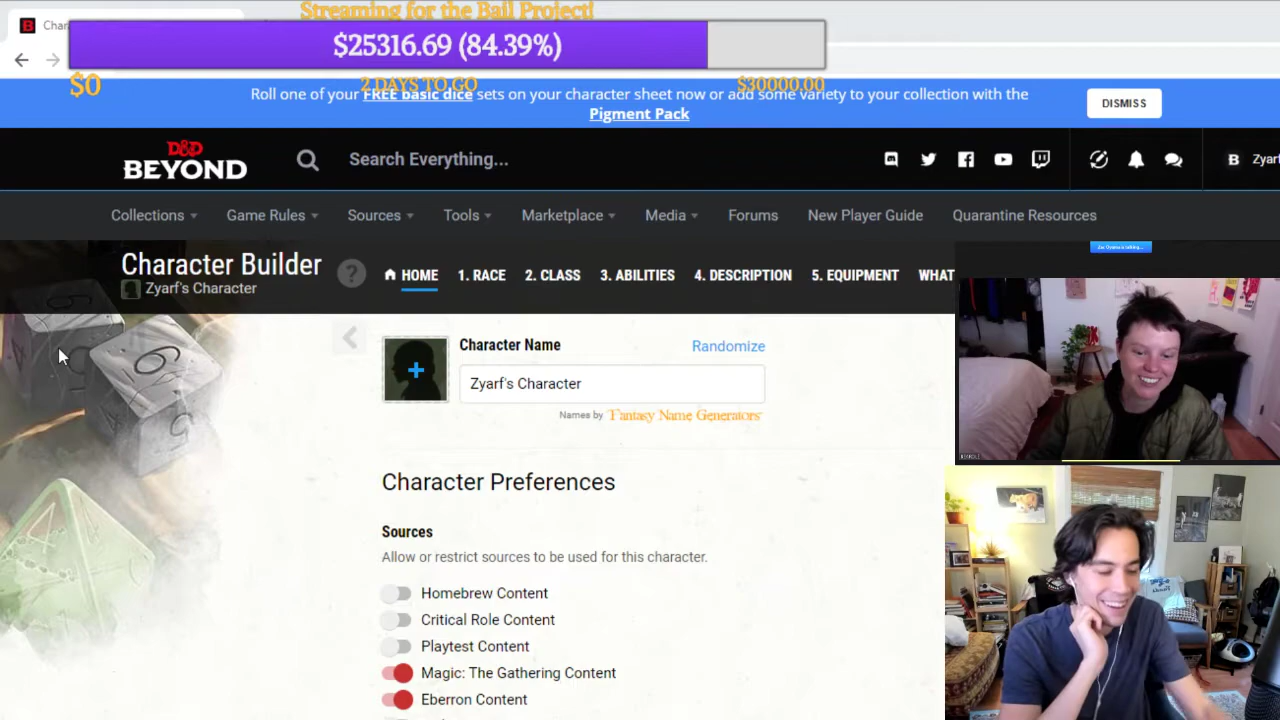 Streaming for the Bail Project!
Char
$25316.69 (84.39%)
$0
2 DAYS TO GO
$30000.00
Roll one of your FREE basic dice sets on your character sheet now or add some variety to your collection with the
Pigment Pack
DISMISS
D&D
BEYOND
Search Everything...
B Zyarf
Collections
Game Rules
Sources
Tools
Marketplace
Media
Forums
New Player Guide
Quarantine Resources
Character Builder
Zyarf's Character
?
HOME
1. RACE
2. CLASS
3. ABILITIES
4. DESCRIPTION
5. EQUIPMENT
WHAT
Character Name
Randomize
Zyarf's Character
Names by Fantasy Name Generators
Character Preferences
Sources
Allow or restrict sources to be used for this character.
Homebrew Content
Critical Role Content
Playtest Content
Magic: The Gathering Content
Eberron Content